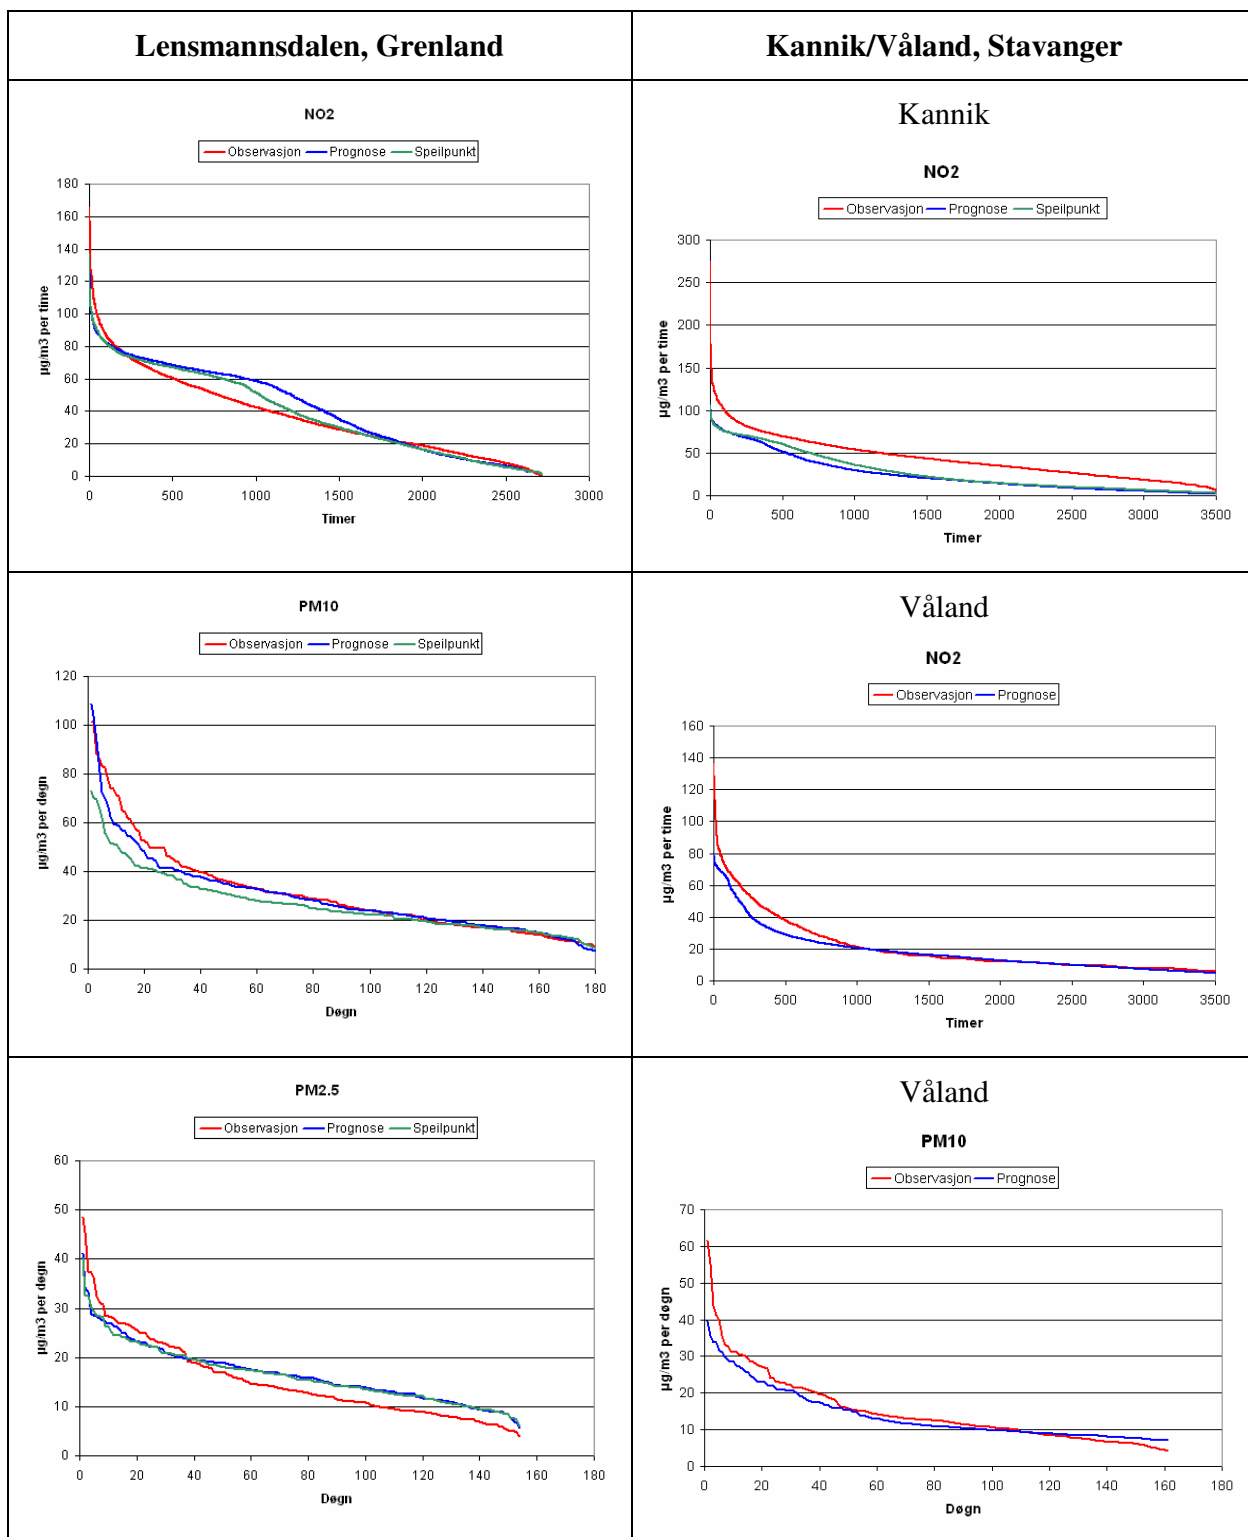 Lensmannsdalen, Grenland
Kannik/Våland, Stavanger
NO2
Observasjon Prognose Speilpunkt
µg/m3 per time
180
160
140
120
100
80
60
40
20
0
0 500 1000 1500 2000 2500 3000
Timer
Kannik
NO2
Observasjon Prognose Speilpunkt
µg/m3 per time
300
250
200
150
100
50
0
0 500 1000 1500 2000 2500 3000 3500
Timer
PM10
Observasjon Prognose Speilpunkt
µg/m3 per døgn
120
100
80
60
40
20
0
0 20 40 60 80 100 120 140 160 180
Døgn
Våland
NO2
Observasjon Prognose
µg/m3 per time
160
140
120
100
80
60
40
20
0
0 500 1000 1500 2000 2500 3000 3500
Timer
PM2.5
Observasjon Prognose Speilpunkt
µg/m3 per døgn
60
50
40
30
20
10
0
0 20 40 60 80 100 120 140 160 180
Døgn
Våland
PM10
Observasjon Prognose
µg/m3 per døgn
70
60
50
40
30
20
10
0
0 20 40 60 80 100 120 140 160 180
Døgn